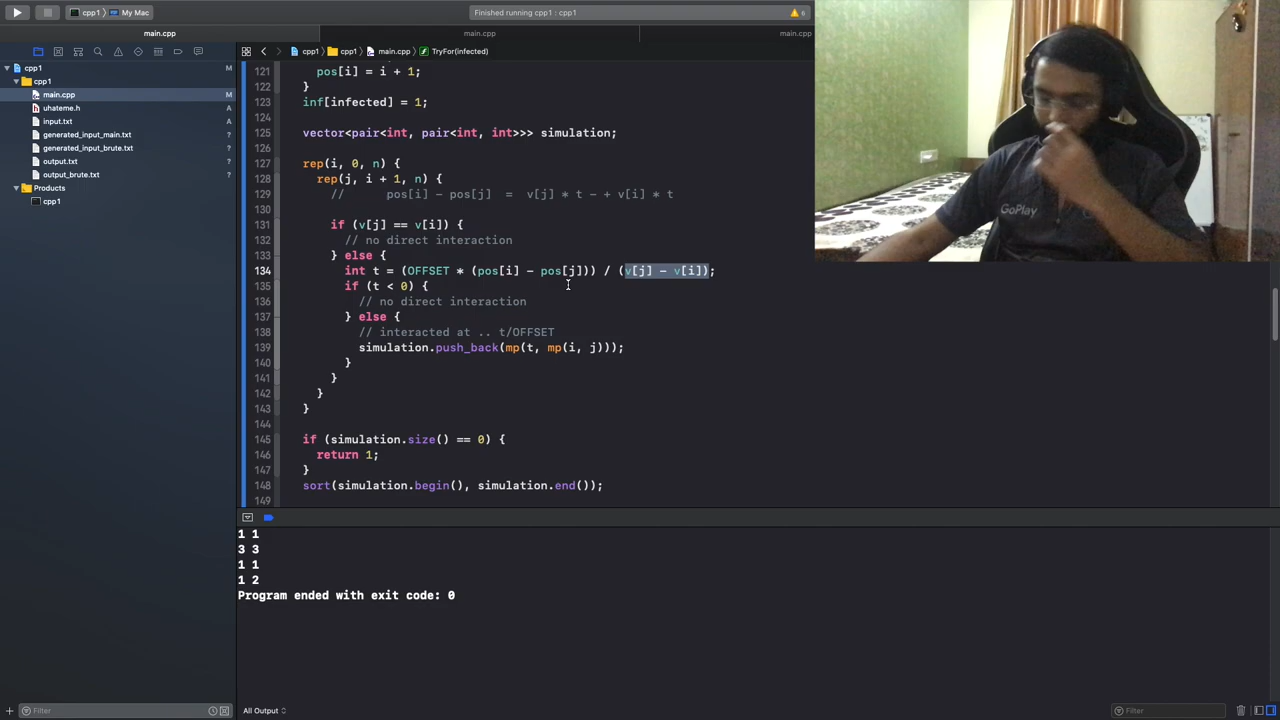 cpp1 〉 My Mac
Finished running cpp1 : cpp1
6
main.cpp
main.cpp
main.cpp
cpp1 〉 cpp1 〉 main.cpp 〉 TryFor(infected)
cpp1 M
cpp1
main.cpp M
uhateme.h A
input.txt A
generated_input_main.txt ?
generated_input_brute.txt ?
output.txt ?
output_brute.txt ?
Products
cpp1
121 pos[i] = i + 1;
122 }
123 inf[infected] = 1;
124
125 vector<pair<int, pair<int, int>>> simulation;
126
127 rep(i, 0, n) {
128 rep(j, i + 1, n) {
129 // pos[i] - pos[j] = v[j] * t - + v[i] * t
130
131 if (v[j] == v[i]) {
132 // no direct interaction
133 } else {
134 int t = (OFFSET * (pos[i] - pos[j])) / (v[j] - v[i]);
135 if (t < 0) {
136 // no direct interaction
137 } else {
138 // interacted at .. t/OFFSET
139 simulation.push_back(mp(t, mp(i, j)));
140 }
141 }
142 }
143 }
144
145 if (simulation.size() == 0) {
146 return 1;
147 }
148 sort(simulation.begin(), simulation.end());
149
GoPlay
1 1
3 3
1 1
1 2
Program ended with exit code: 0
Filter
All Output
Filter